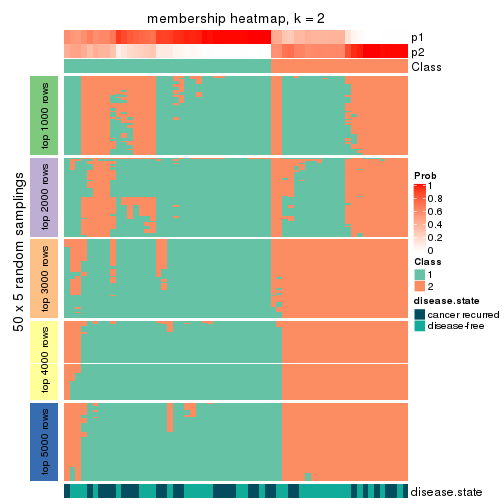 membership heatmap, k = 2
p1
p2
Class
50 x 5 random samplings
top 1000 rows
top 2000 rows
top 3000 rows
top 4000 rows
top 5000 rows
Prob
1
0.8
0.6
0.4
0.2
0
Class
1
2
disease.state
cancer recurred
disease-free
disease.state